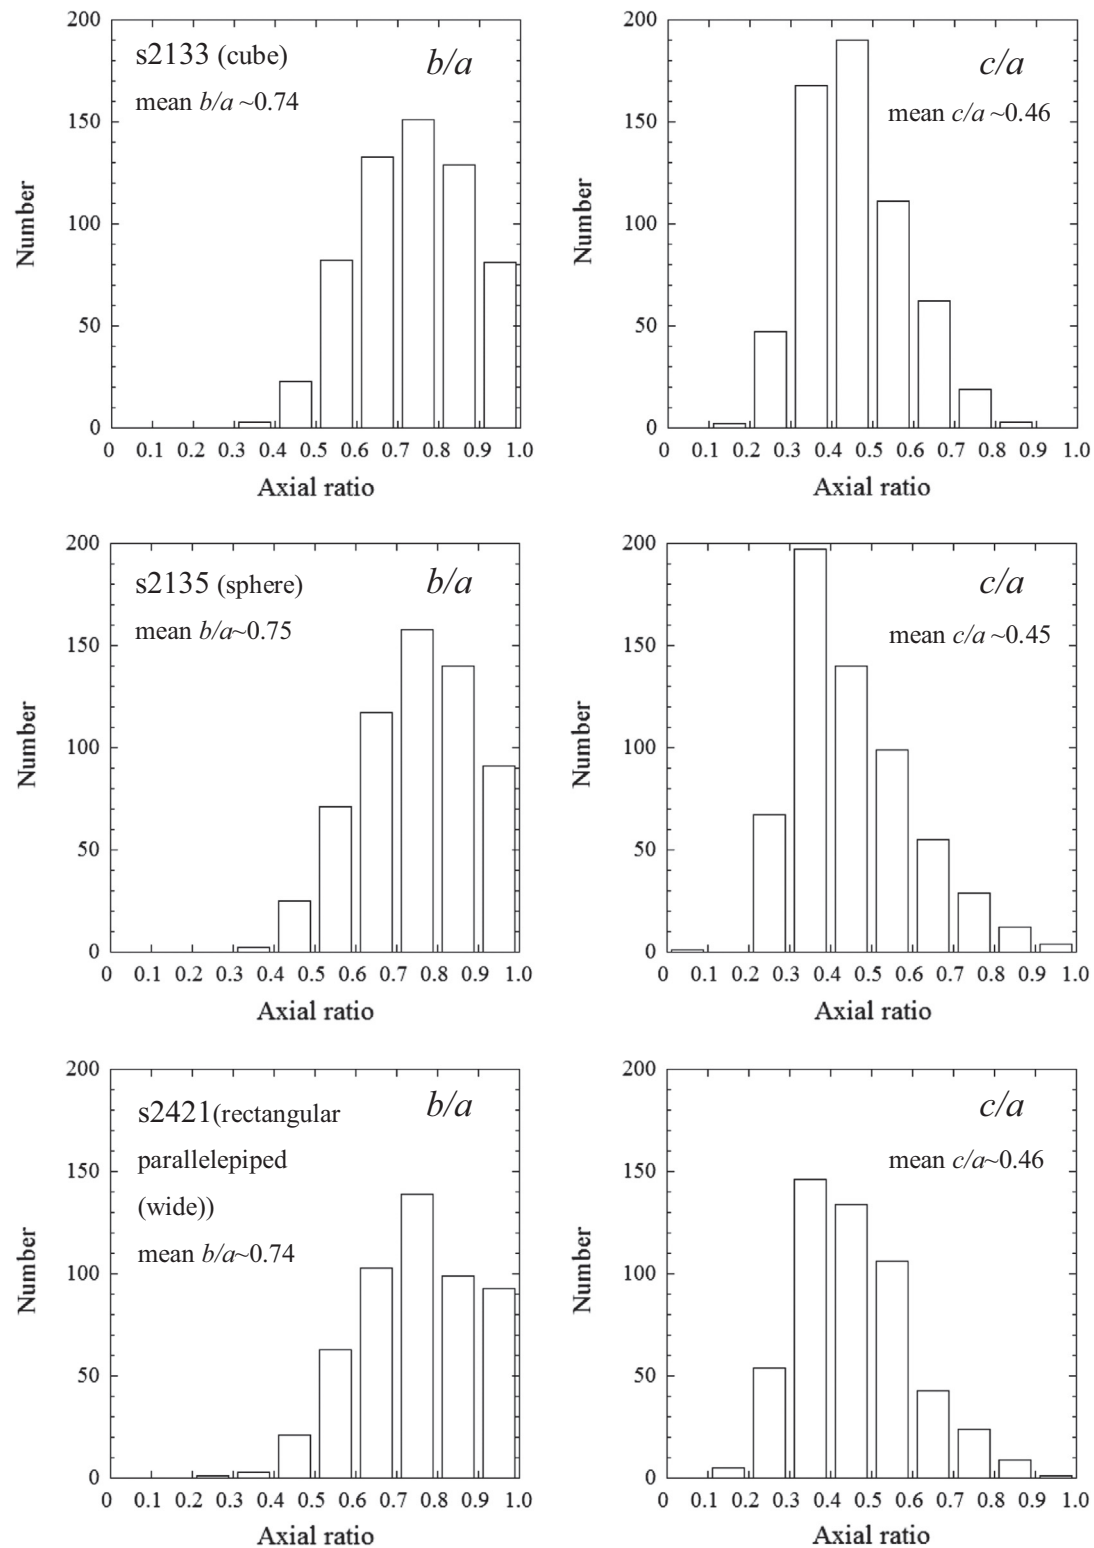 200
150
100
50
0
Number
s2133 (cube)
mean b/a ~0.74
b/a
0 0.1 0.2 0.3 0.4 0.5 0.6 0.7 0.8 0.9 1.0
Axial ratio
200
150
100
50
0
Number
c/a
mean c/a ~0.46
0 0.1 0.2 0.3 0.4 0.5 0.6 0.7 0.8 0.9 1.0
Axial ratio
200
150
100
50
0
Number
s2135 (sphere)
mean b/a~0.75
b/a
0 0.1 0.2 0.3 0.4 0.5 0.6 0.7 0.8 0.9 1.0
Axial ratio
200
150
100
50
0
Number
c/a
mean c/a ~0.45
0 0.1 0.2 0.3 0.4 0.5 0.6 0.7 0.8 0.9 1.0
Axial ratio
200
150
100
50
0
Number
s2421(rectangular
parallelepiped
(wide))
mean b/a~0.74
b/a
0 0.1 0.2 0.3 0.4 0.5 0.6 0.7 0.8 0.9 1.0
Axial ratio
200
150
100
50
0
Number
c/a
mean c/a~0.46
0 0.1 0.2 0.3 0.4 0.5 0.6 0.7 0.8 0.9 1.0
Axial ratio